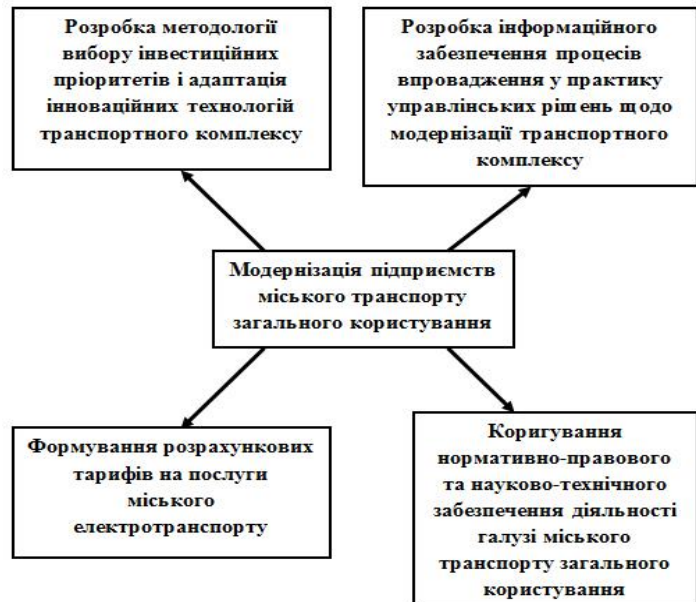 Розробка методології
вибору інвестиційних
пріоритетів і адаптація
інноваційних технологій
транспортного комплексу
Розробка інформаційного
забезпечення процесів
впровадження у практику
управлінських рішень щодо
модернізації транспортного
комплексу
Модернізація підприємств
міського транспорту
загального користування
Формування розрахункових
тарифів на послуги
міського
електротранспорту
Коригування
нормативно-правового
та науково-технічного
забезпечення діяльності
галузі міського
транспорту загального
користування